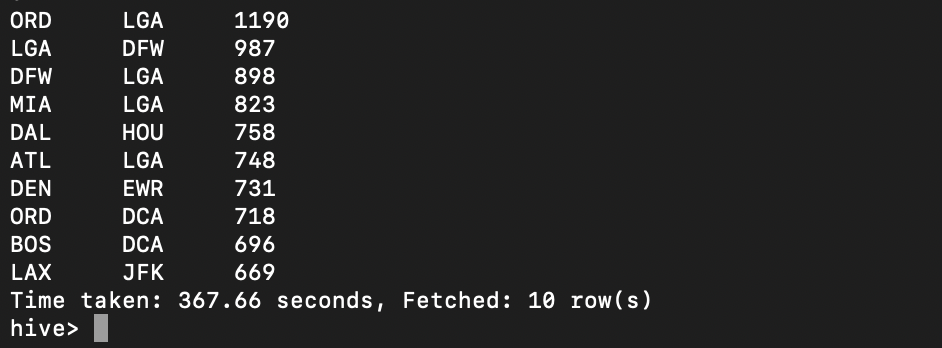 ORD LGA 1190
LGA DFW 987
DFW LGA 898
MIA LGA 823
DAL HOU 758
ATL LGA 748
DEN EWR 731
ORD DCA 718
BOS DCA 696
LAX JFK 669
Time taken: 367.66 seconds, Fetched: 10 row(s)
hive>